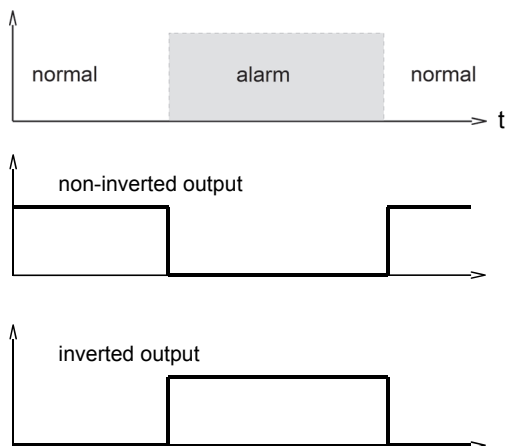 normal alarm normal
t
non-inverted output
inverted output